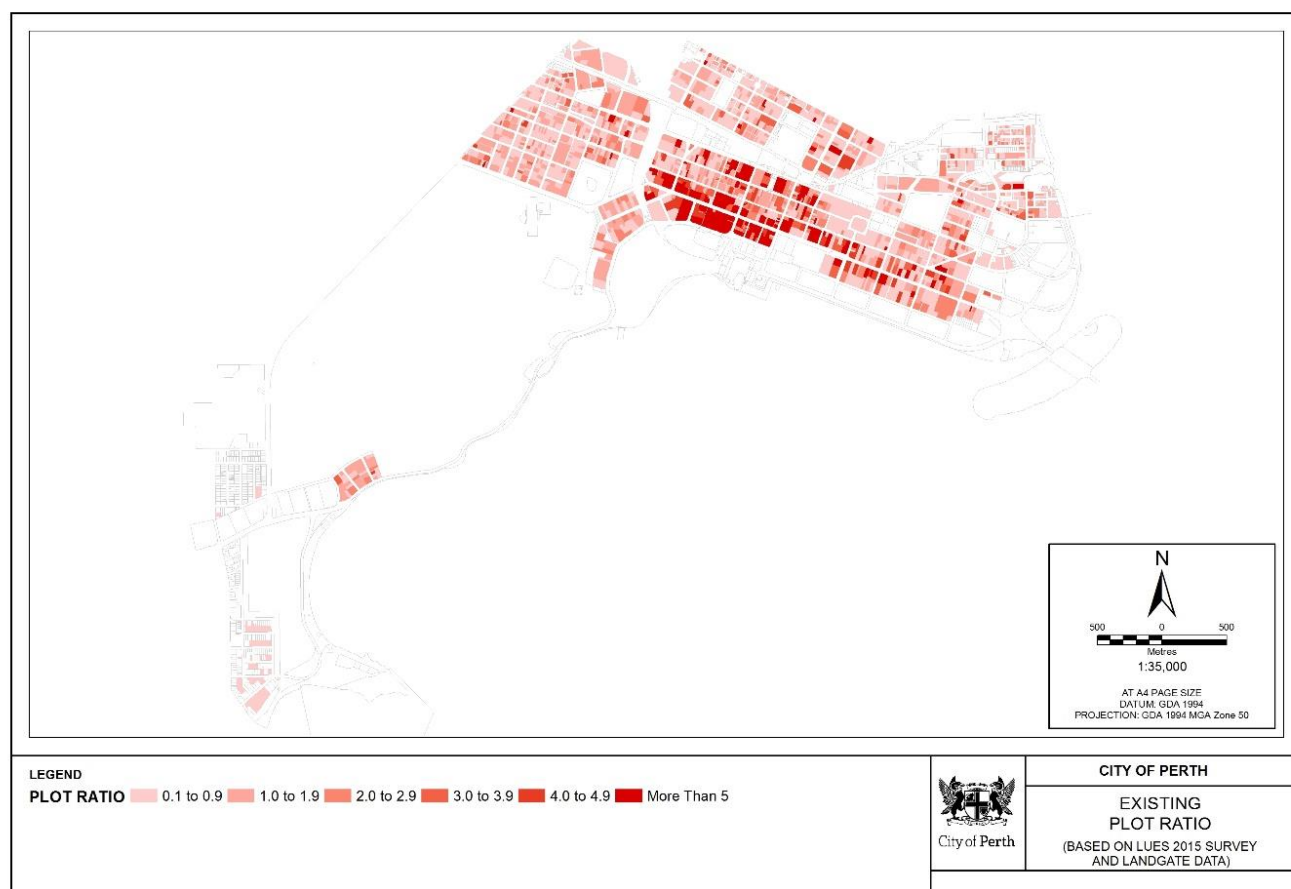 N
500 0 500
Metres
1:35,000
AT A4 PAGE SIZE
DATUM: GDA 1994
PROJECTION: GDA 1994 MGA Zone 50
LEGEND
PLOT RATIO 0.1 to 0.9 1.0 to 1.9 2.0 to 2.9 3.0 to 3.9 4.0 to 4.9 More Than 5
City of Perth
CITY OF PERTH
EXISTING
PLOT RATIO
(BASED ON LUES 2015 SURVEY
AND LANDGATE DATA)